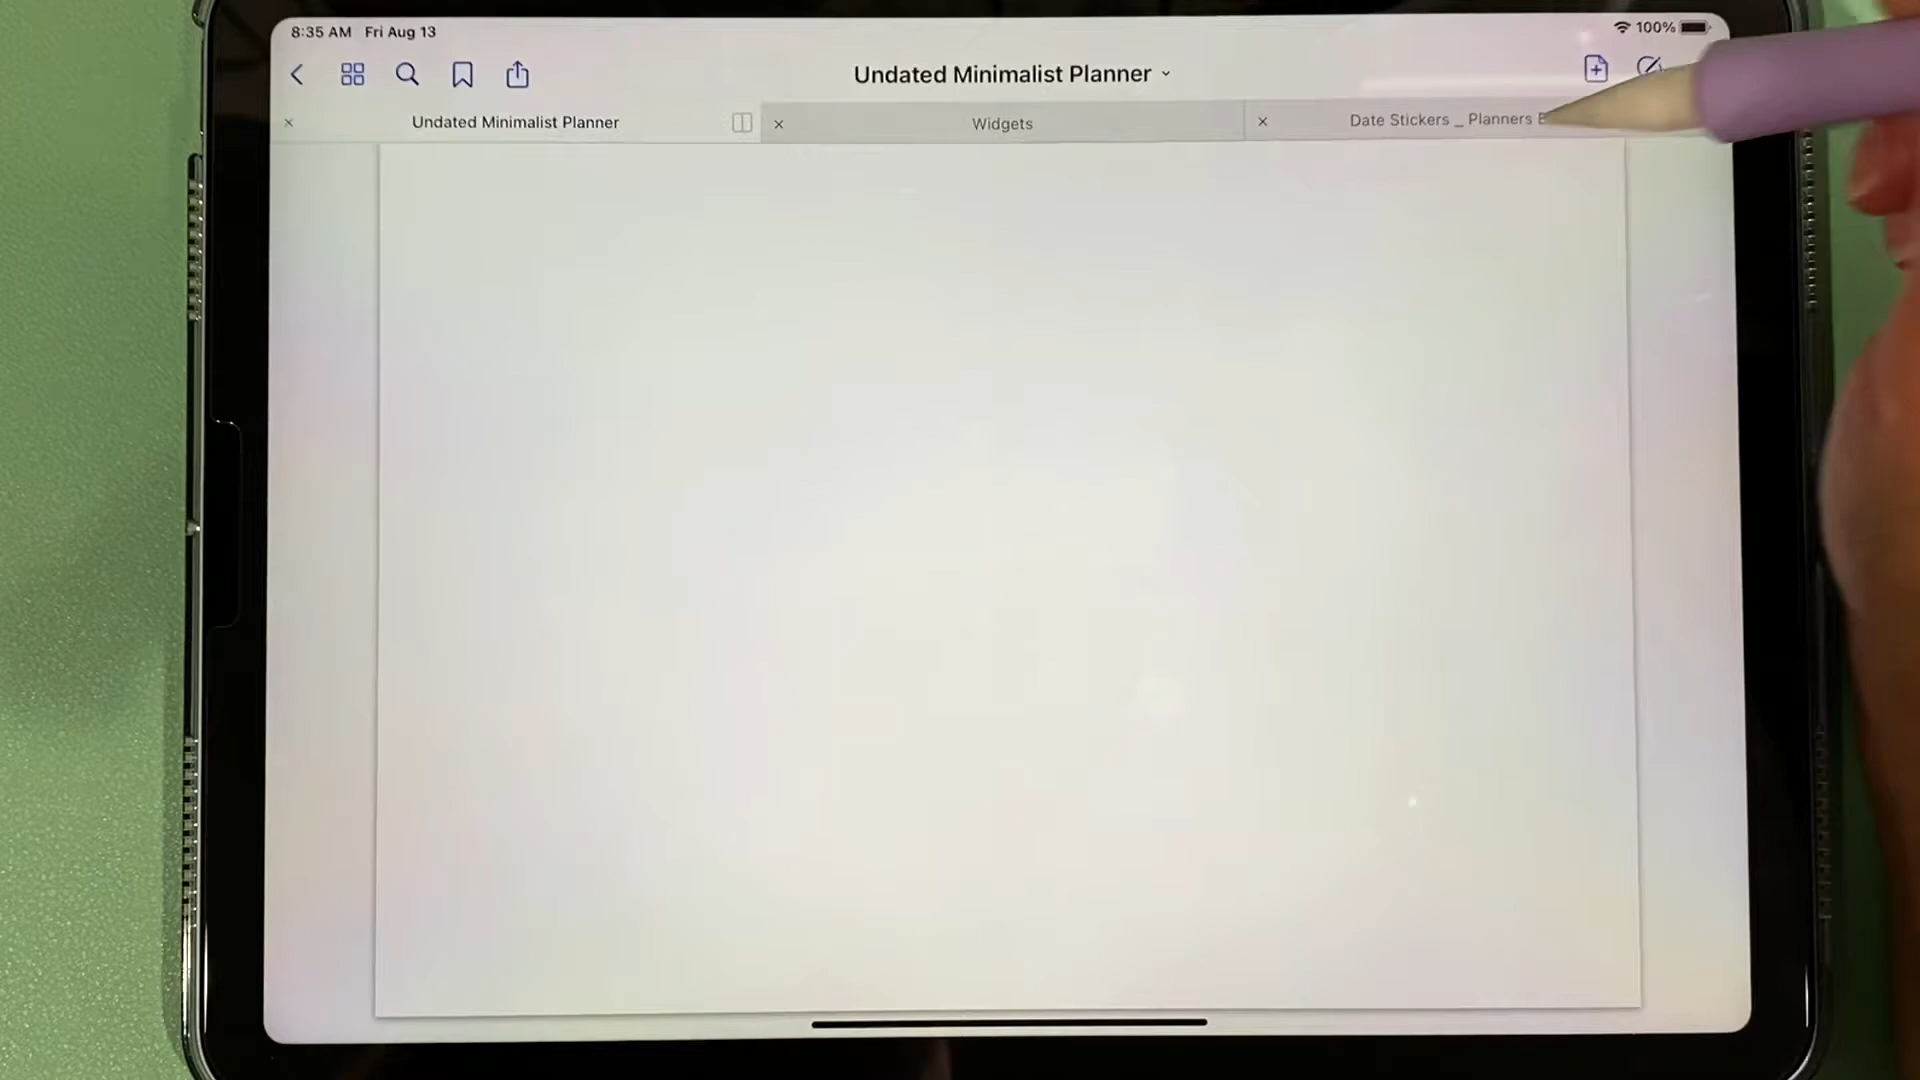 8:35 AM Fri Aug 13
100%
Undated Minimalist Planner
Undated Minimalist Planner
Widgets
Date Stickers _ Planners